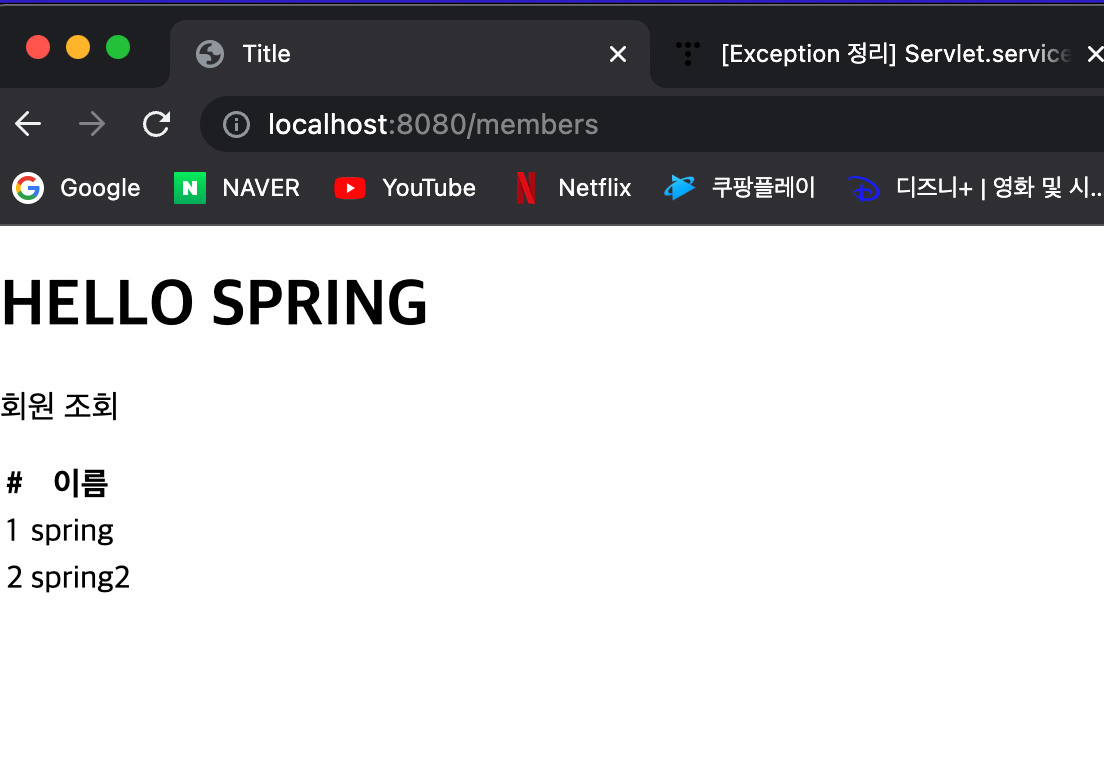 Title
[Exception 정리] Servlet.service
localhost:8080/members
Google NAVER YouTube Netflix 쿠팡플레이 디즈니+ | 영화 및 시...
HELLO SPRING
회원 조회
# 이름
1 spring
2 spring2